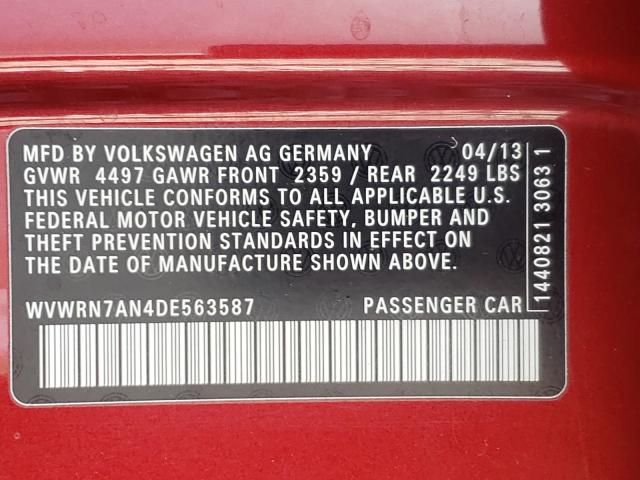 MFD BY VOLKSWAGEN AG GERMANY 04/13
GVWR 4497 GAWR FRONT 2359 / REAR 2249 LBS
THIS VEHICLE CONFORMS TO ALL APPLICABLE U.S.
FEDERAL MOTOR VEHICLE SAFETY, BUMPER AND
THEFT PREVENTION STANDARDS IN EFFECT ON
THE DATE OF MANUFACTURE SHOWN ABOVE.
WVWRN7AN4DE563587 PASSENGER CAR
1440821 3063 1